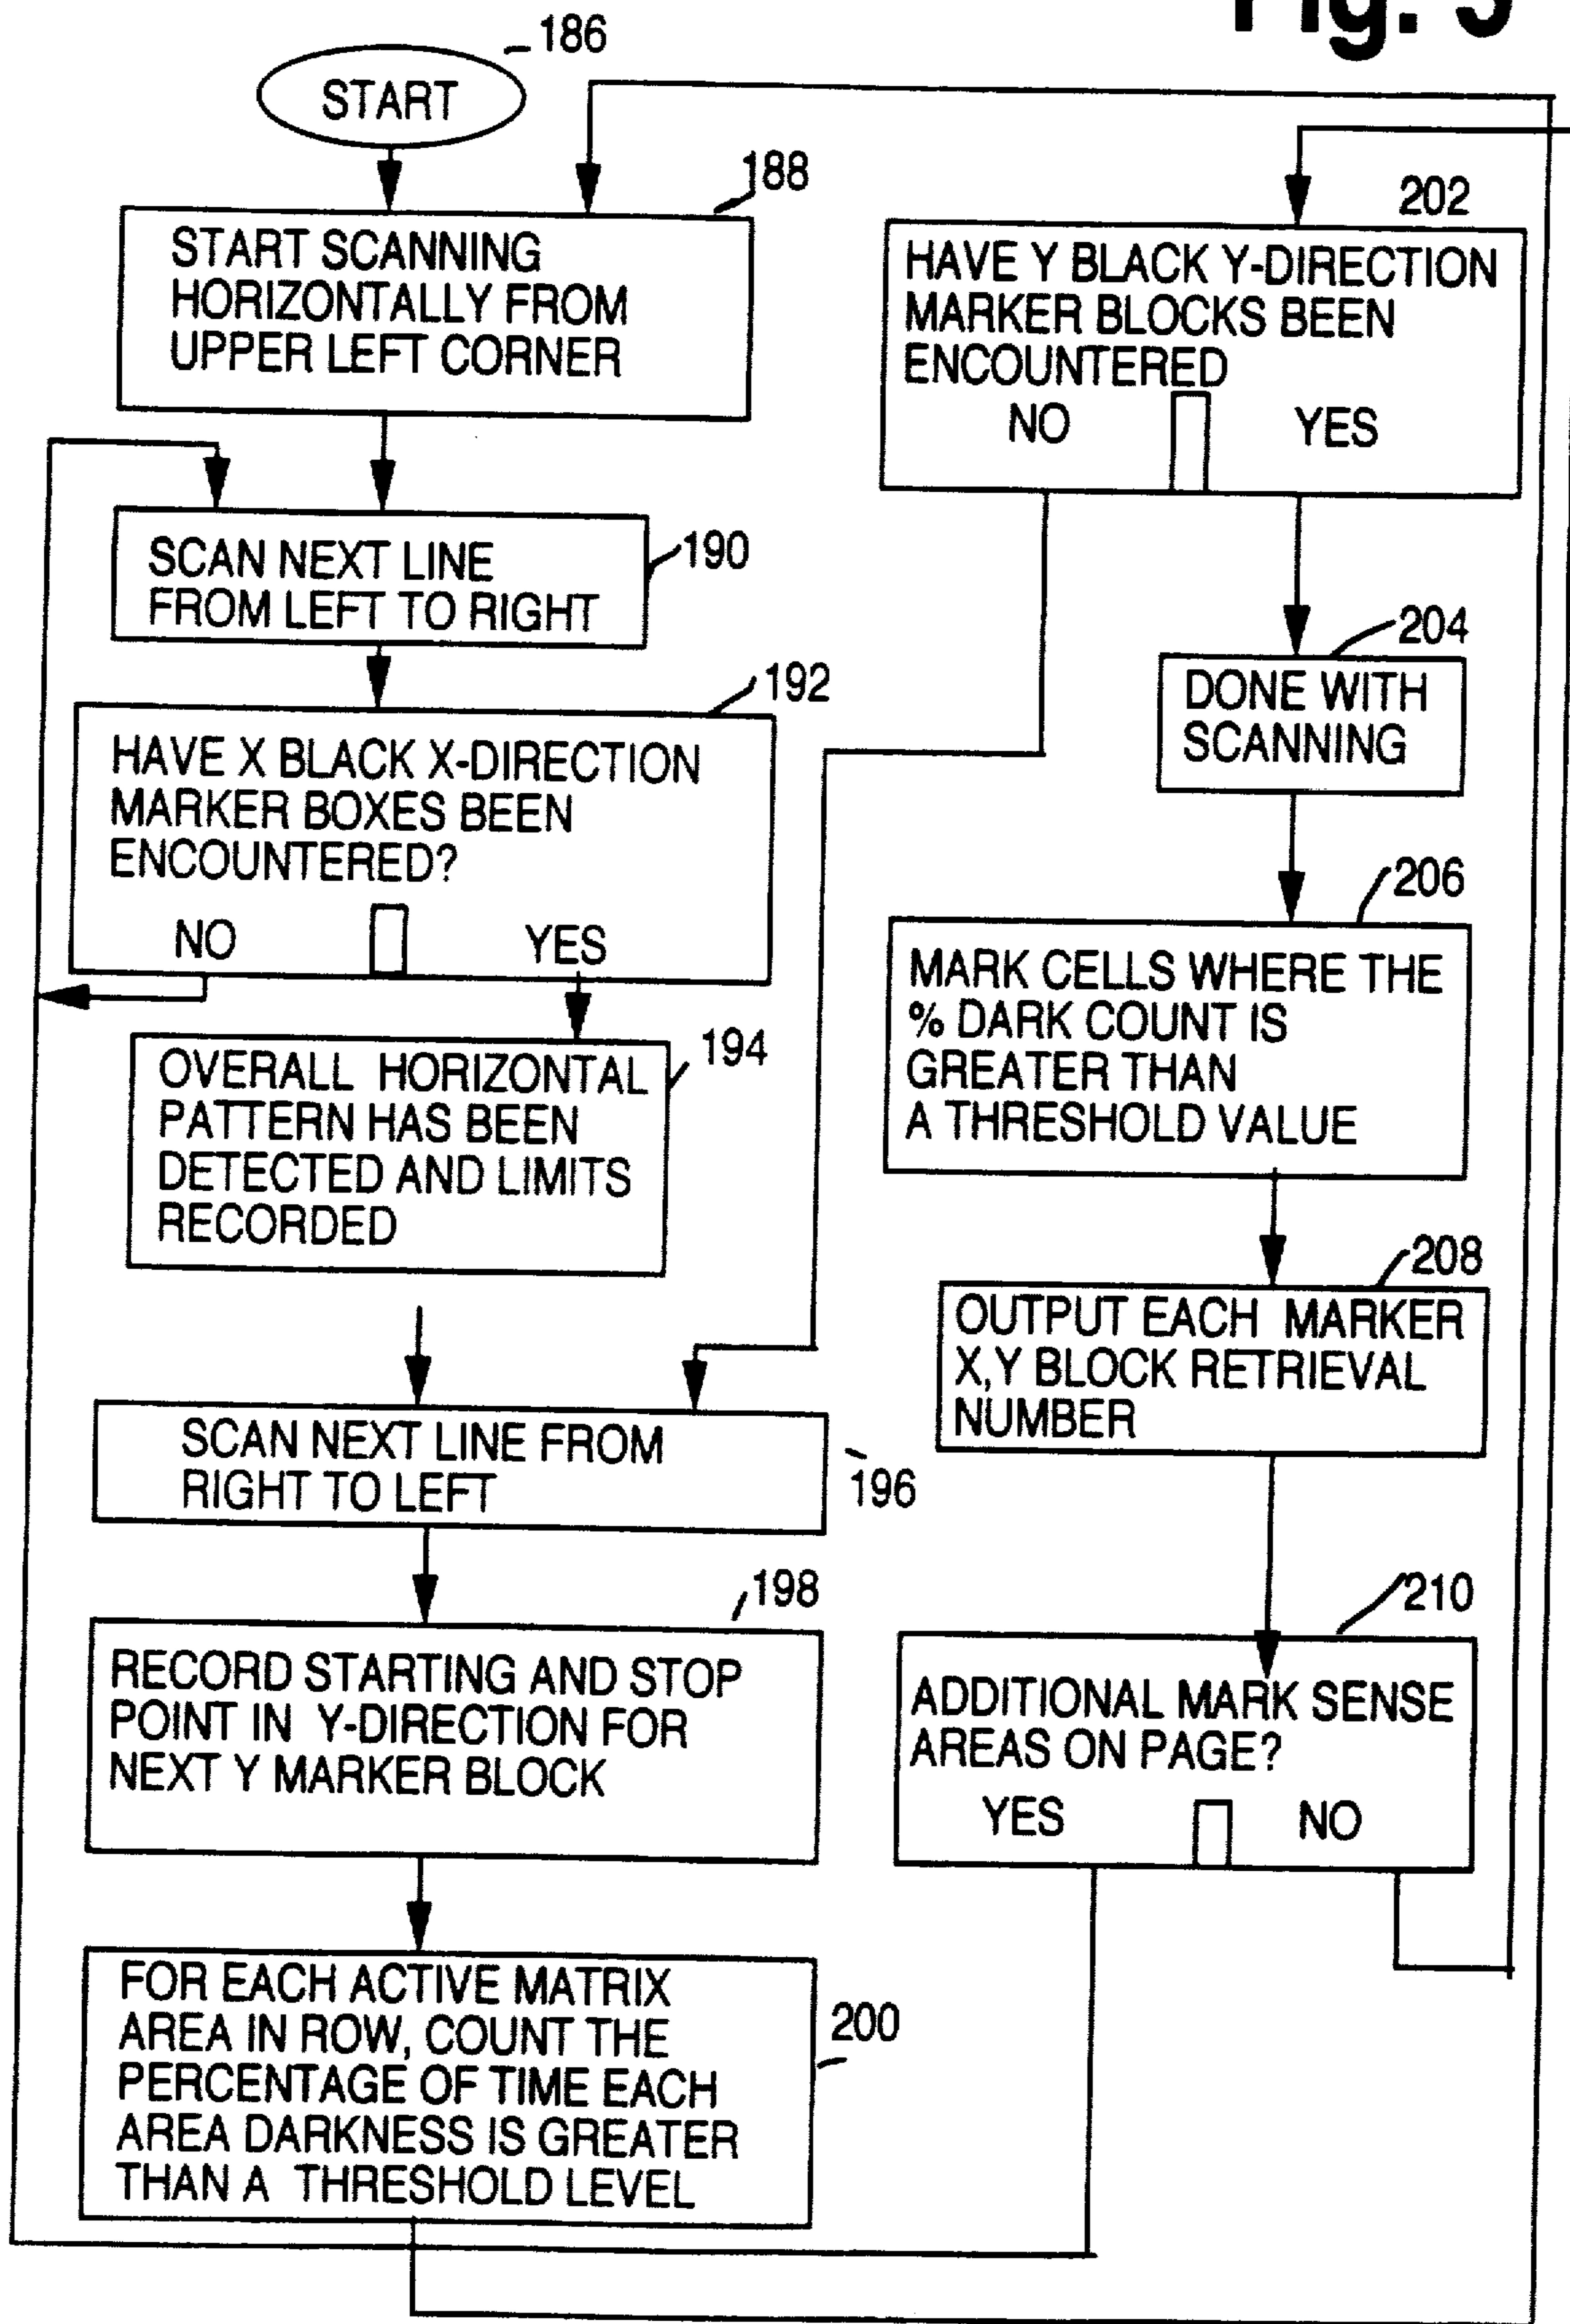 Fig. 5
186
START
188
START SCANNING
HORIZONTALLY FROM
UPPER LEFT CORNER
190
SCAN NEXT LINE
FROM LEFT TO RIGHT
192
HAVE X BLACK X-DIRECTION
MARKER BOXES BEEN
ENCOUNTERED?
NO YES
194
OVERALL HORIZONTAL
PATTERN HAS BEEN
DETECTED AND LIMITS
RECORDED
SCAN NEXT LINE FROM
RIGHT TO LEFT
196
198
RECORD STARTING AND STOP
POINT IN Y-DIRECTION FOR
NEXT Y MARKER BLOCK
FOR EACH ACTIVE MATRIX
AREA IN ROW, COUNT THE
PERCENTAGE OF TIME EACH
AREA DARKNESS IS GREATER
THAN A THRESHOLD LEVEL
200
202
HAVE Y BLACK Y-DIRECTION
MARKER BLOCKS BEEN
ENCOUNTERED
NO YES
204
DONE WITH
SCANNING
206
MARK CELLS WHERE THE
% DARK COUNT IS
GREATER THAN
A THRESHOLD VALUE
208
OUTPUT EACH MARKER
X,Y BLOCK RETRIEVAL
NUMBER
210
ADDITIONAL MARK SENSE
AREAS ON PAGE?
YES NO